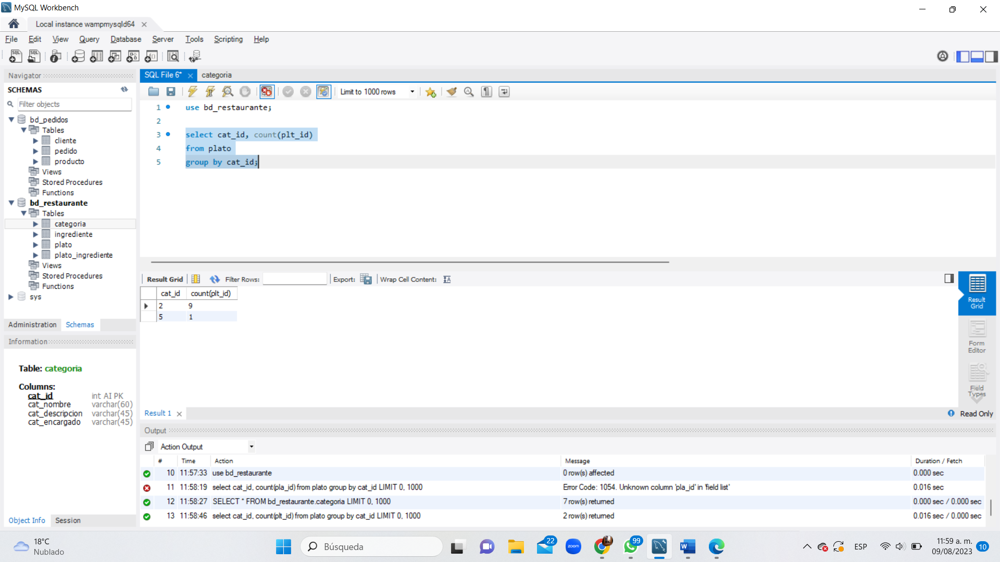 MySQL Workbench
Local instance wampmysqld64
File Edit View Query Database Server Tools Scripting Help
Navigator
SCHEMAS
Filter objects
bd_pedidos
Tables
cliente
pedido
producto
Views
Stored Procedures
Functions
bd_restaurante
Tables
categoria
ingrediente
plato
plato_ingrediente
Views
Stored Procedures
Functions
sys
Administration Schemas
Information
Table: categoria
Columns:
cat_id int AI PK
cat_nombre varchar(60)
cat_descripcion varchar(45)
cat_encargado varchar(45)
Object Info Session
SQL File 6* categoria
Limit to 1000 rows
1 use bd_restaurante;
2
3 select cat_id, count(plt_id)
4 from plato
5 group by cat_id;
Result Grid Filter Rows: Export: Wrap Cell Content:
cat_id count(plt_id)
2 9
5 1
Result Grid
Form Editor
Field Types
Result 1
Read Only
Output
Action Output
# Time Action Message Duration / Fetch
10 11:57:33 use bd_restaurante 0 row(s) affected 0.000 sec
11 11:58:19 select cat_id, count(pla_id) from plato group by cat_id LIMIT 0, 1000 Error Code: 1054. Unknown column 'pla_id' in 'field list' 0.016 sec
12 11:58:27 SELECT * FROM bd_restaurante.categoria LIMIT 0, 1000 7 row(s) returned 0.000 sec / 0.000 sec
13 11:58:46 select cat_id, count(plt_id) from plato group by cat_id LIMIT 0, 1000 2 row(s) returned 0.016 sec / 0.000 sec
18°C
Nublado
Búsqueda
22
zoom
99
W
ESP
11:59 a. m.
09/08/2023
10